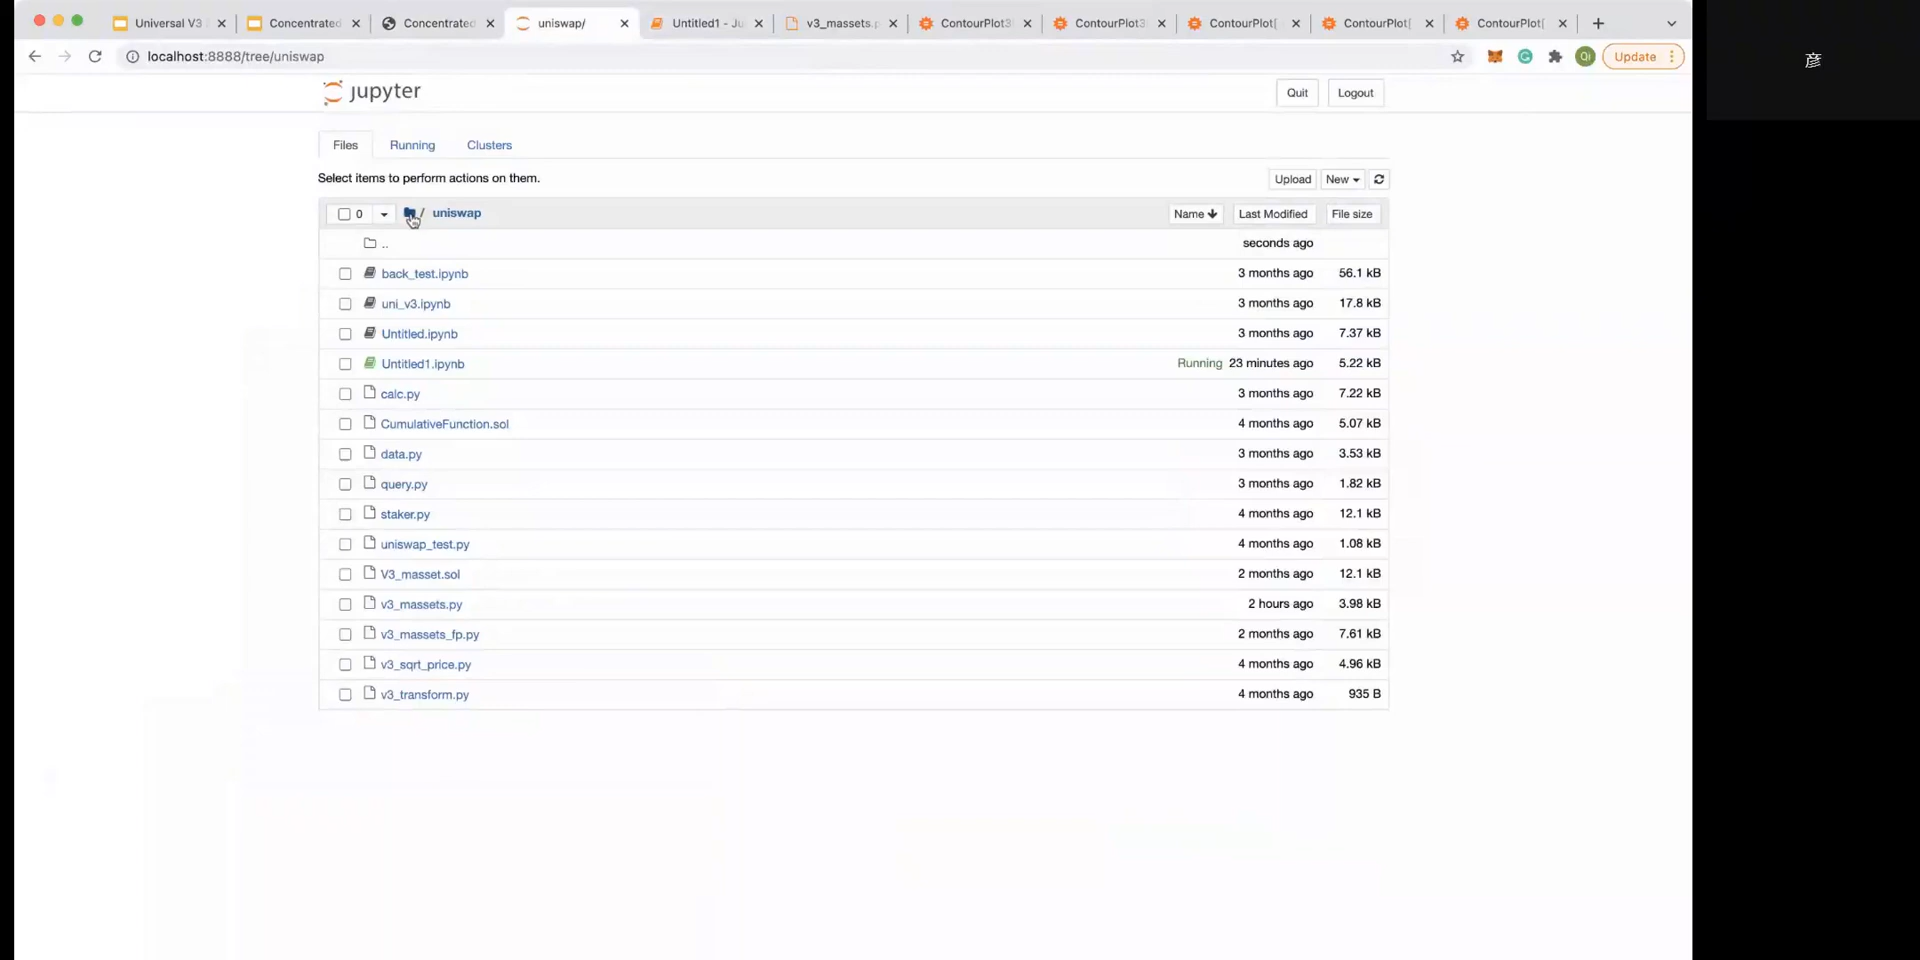 Universal V3 Concentrated Concentrated uniswap/ Untitled1 - Ju v3_massets.p ContourPlot3 ContourPlot3 ContourPlot[ ContourPlot[ ContourPlot[
localhost:8888/tree/uniswap Qi Update
彦
jupyter Quit Logout
Files Running Clusters
Select items to perform actions on them. Upload New
0 / uniswap Name Last Modified File size
.. seconds ago
back_test.ipynb 3 months ago 56.1 kB
uni_v3.ipynb 3 months ago 17.8 kB
Untitled.ipynb 3 months ago 7.37 kB
Untitled1.ipynb Running 23 minutes ago 5.22 kB
calc.py 3 months ago 7.22 kB
CumulativeFunction.sol 4 months ago 5.07 kB
data.py 3 months ago 3.53 kB
query.py 3 months ago 1.82 kB
staker.py 4 months ago 12.1 kB
uniswap_test.py 4 months ago 1.08 kB
V3_masset.sol 2 months ago 12.1 kB
v3_massets.py 2 hours ago 3.98 kB
v3_massets_fp.py 2 months ago 7.61 kB
v3_sqrt_price.py 4 months ago 4.96 kB
v3_transform.py 4 months ago 935 B